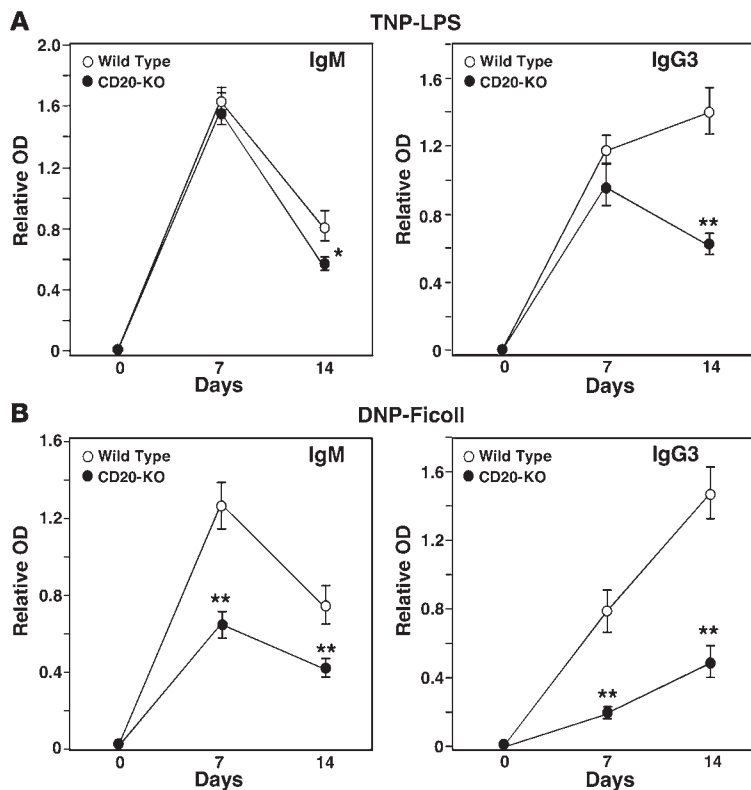 A
TNP-LPS
Wild Type
CD20-KO
IgM
Relative OD
2.0
1.6
1.2
0.8
0.4
0
*
0
7
14
Days
Wild Type
CD20-KO
IgG3
Relative OD
1.6
1.2
0.8
0.4
0
**
0
7
14
Days
B
DNP-Ficoll
Wild Type
CD20-KO
IgM
Relative OD
1.6
1.2
0.8
0.4
0
**
**
0
7
14
Days
Wild Type
CD20-KO
IgG3
Relative OD
1.6
1.2
0.8
0.4
0
**
**
0
7
14
Days